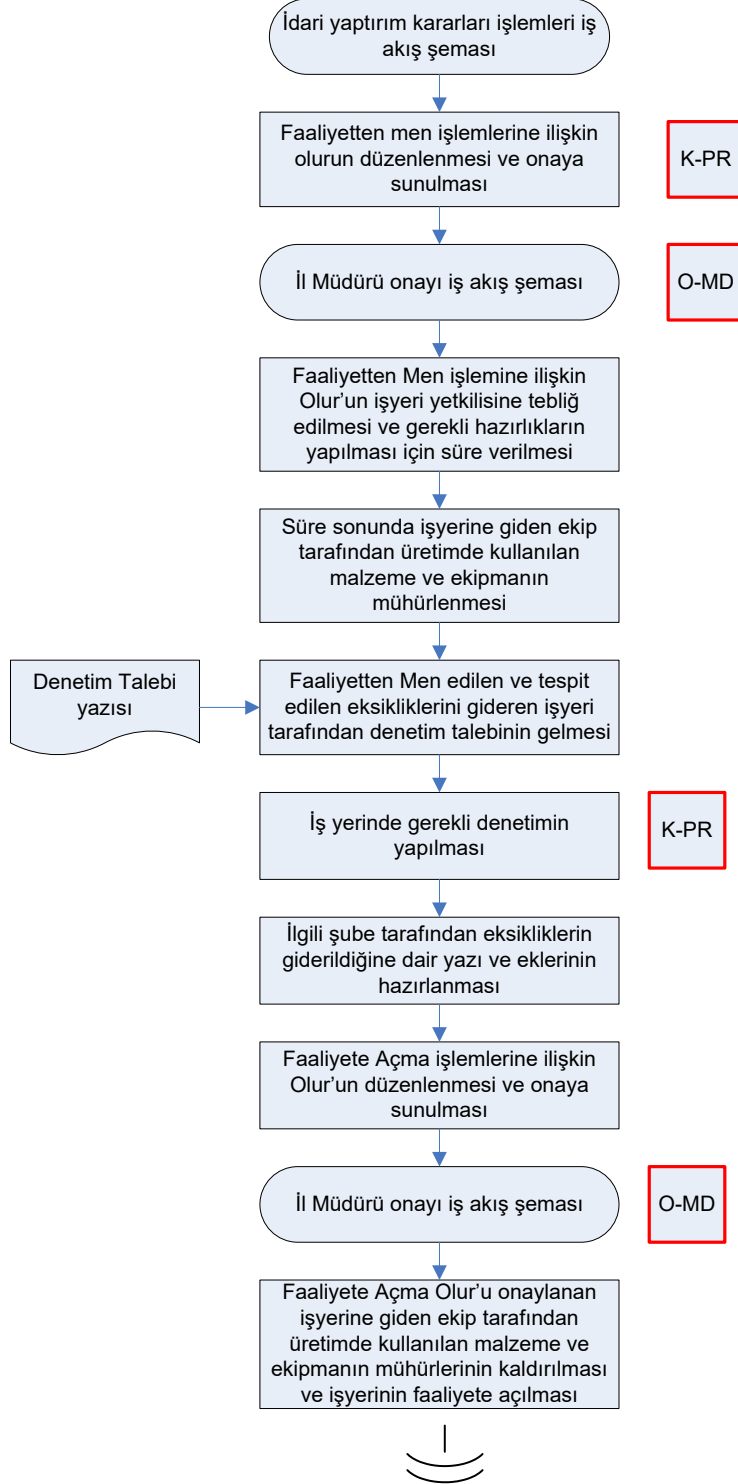 İdari yaptırım kararları işlemleri iş
akış şeması
Faaliyetten men işlemlerine ilişkin
olurun düzenlenmesi ve onaya
sunulması
K-PR
İl Müdürü onayı iş akış şeması
O-MD
Faaliyetten Men işlemine ilişkin
Olur’un işyeri yetkilisine tebliğ
edilmesi ve gerekli hazırlıkların
yapılması için süre verilmesi
Süre sonunda işyerine giden ekip
tarafından üretimde kullanılan
malzeme ve ekipmanın
mühürlenmesi
Denetim Talebi
yazısı
Faaliyetten Men edilen ve tespit
edilen eksikliklerini gideren işyeri
tarafından denetim talebinin gelmesi
İş yerinde gerekli denetimin
yapılması
K-PR
İlgili şube tarafından eksikliklerin
giderildiğine dair yazı ve eklerinin
hazırlanması
Faaliyete Açma işlemlerine ilişkin
Olur’un düzenlenmesi ve onaya
sunulması
İl Müdürü onayı iş akış şeması
O-MD
Faaliyete Açma Olur’u onaylanan
işyerine giden ekip tarafından
üretimde kullanılan malzeme ve
ekipmanın mühürlerinin kaldırılması
ve işyerinin faaliyete açılması